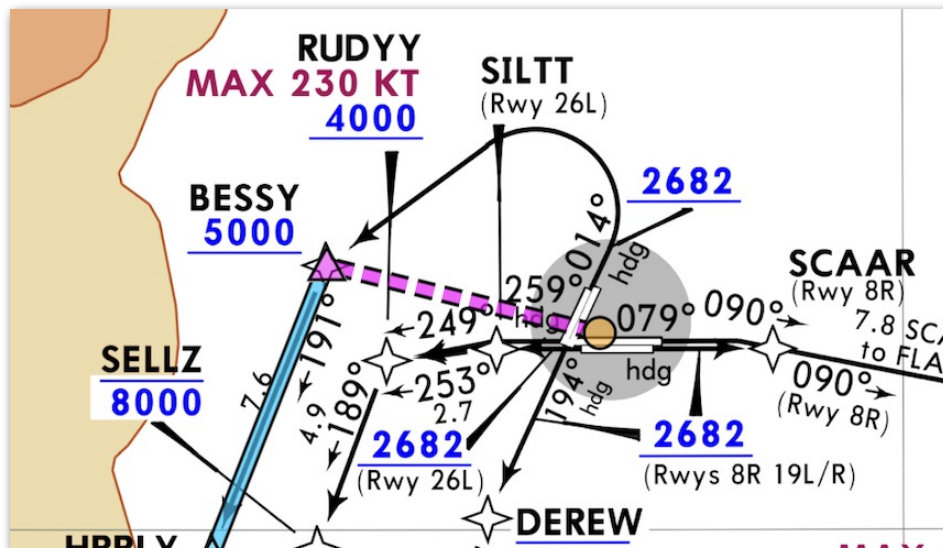 RUDYY
MAX 230 KT
4000
SILTT
(Rwy 26L)
2682
BESSY
5000
014°
hdg
SCAAR
(Rwy 8R)
7.8 SCA
to FLA
259°
hdg
079°
090°
249°
191°
SELLZ
8000
7.6
4.9
189°
253°
2.7
194°
hdg
hdg
090°
(Rwy 8R)
2682
(Rwy 26L)
2682
(Rwys 8R 19L/R)
DEREW